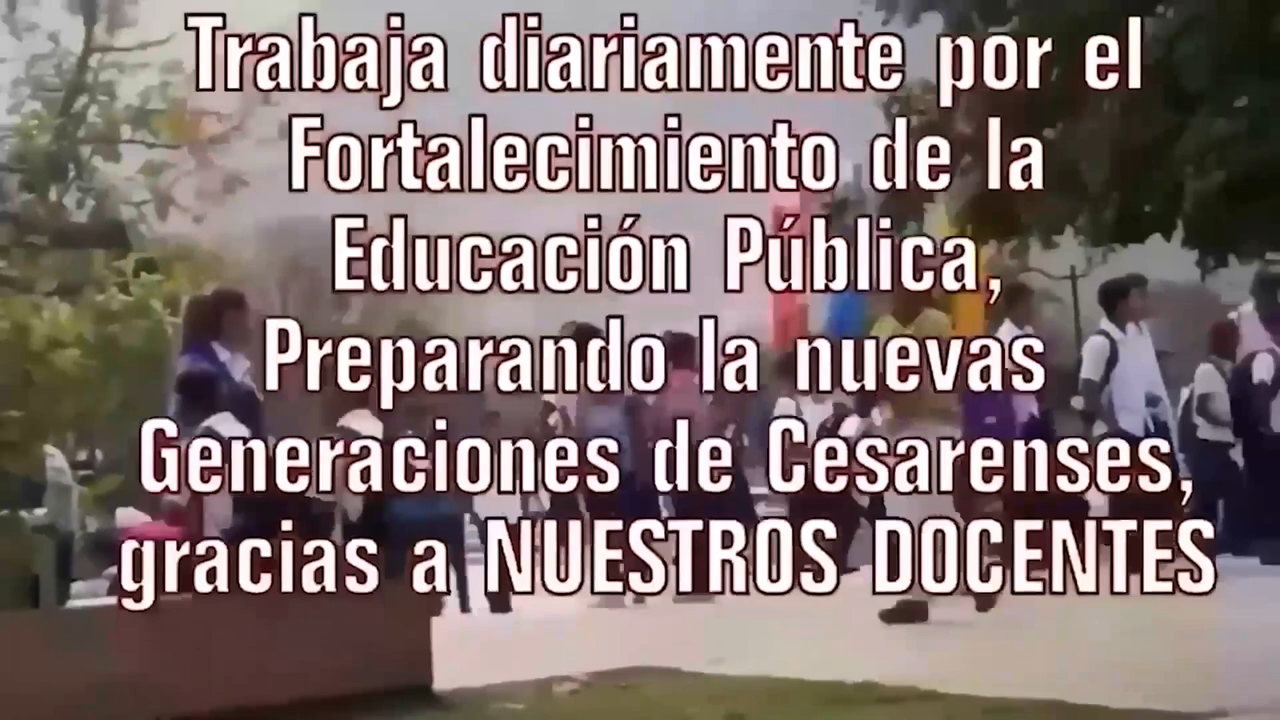 Trabaja diariamente por el
Fortalecimiento de la
Educación Pública,
Preparando la nuevas
Generaciones de Cesarenses,
gracias a NUESTROS DOCENTES